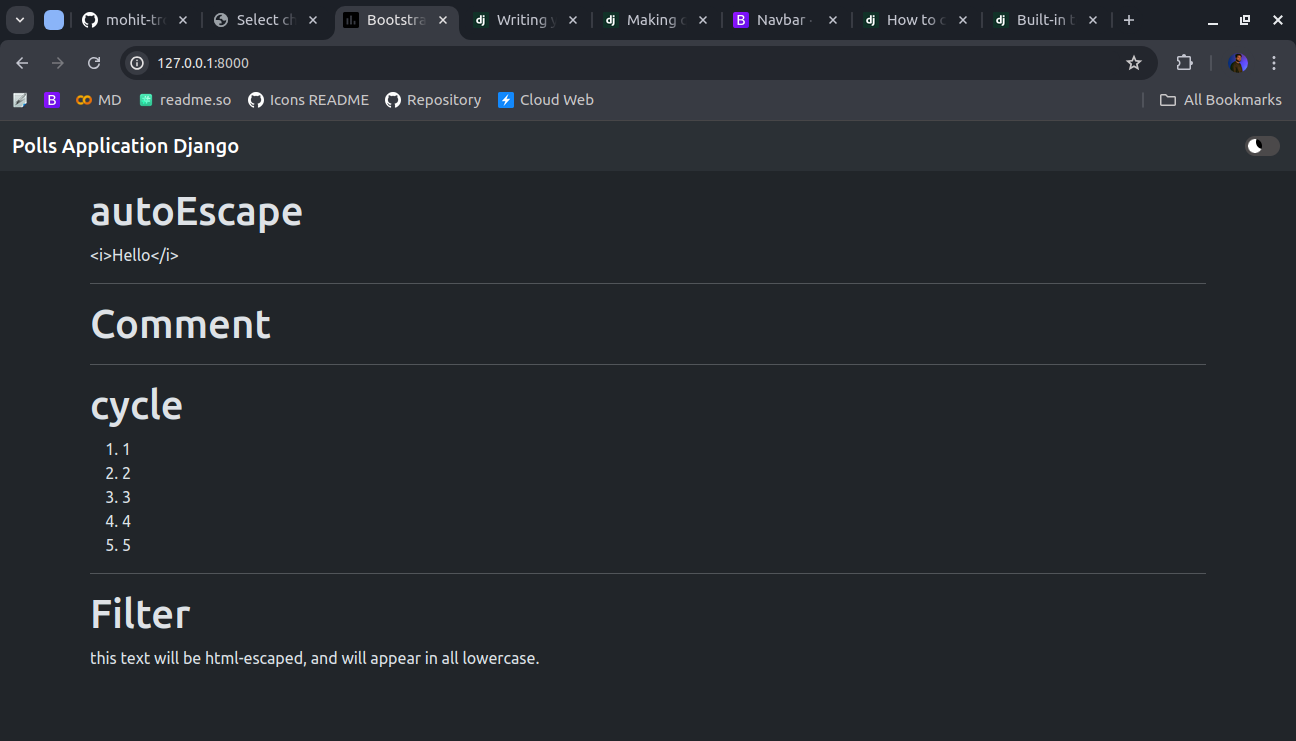 mohit-tr
Select ch
Bootstra
Writing y
Making
Navbar
How to c
Built-in t
127.0.0.1:8000
MD
readme.so
Icons README
Repository
Cloud Web
All Bookmarks
Polls Application Django
autoEscape
<i>Hello</i>
Comment
cycle
1. 1
2. 2
3. 3
4. 4
5. 5
Filter
this text will be html-escaped, and will appear in all lowercase.